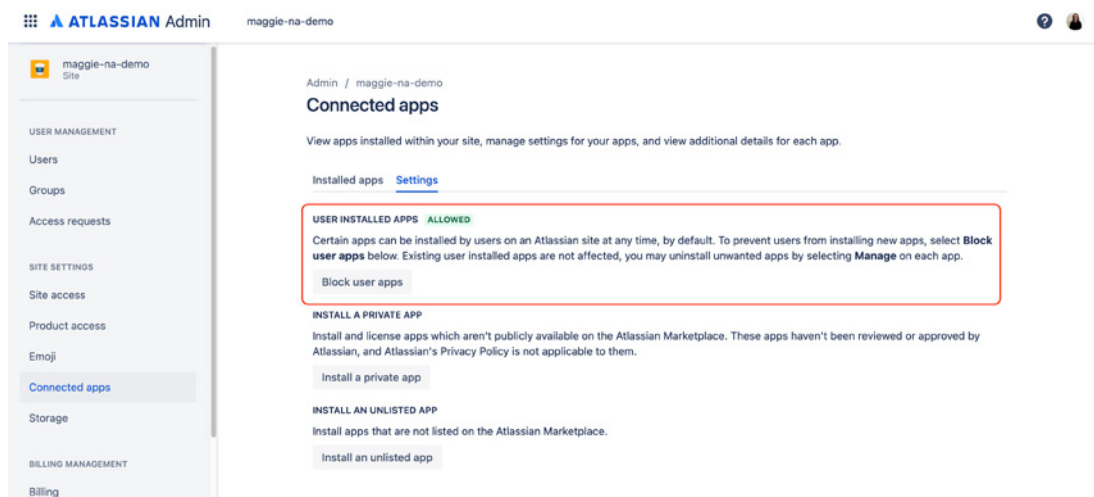 ATLASSIAN Admin
maggie-na-demo
maggie-na-demo
Site
USER MANAGEMENT
Users
Groups
Access requests
SITE SETTINGS
Site access
Product access
Emoji
Connected apps
Storage
BILLING MANAGEMENT
Billing
Admin / maggie-na-demo
Connected apps
View apps installed within your site, manage settings for your apps, and view additional details for each app.
Installed apps Settings
USER INSTALLED APPS ALLOWED
Certain apps can be installed by users on an Atlassian site at any time, by default. To prevent users from installing new apps, select Block
user apps below. Existing user installed apps are not affected, you may uninstall unwanted apps by selecting Manage on each app.
Block user apps
INSTALL A PRIVATE APP
Install and license apps which aren't publicly available on the Atlassian Marketplace. These apps haven't been reviewed or approved by
Atlassian, and Atlassian's Privacy Policy is not applicable to them.
Install a private app
INSTALL AN UNLISTED APP
Install apps that are not listed on the Atlassian Marketplace.
Install an unlisted app